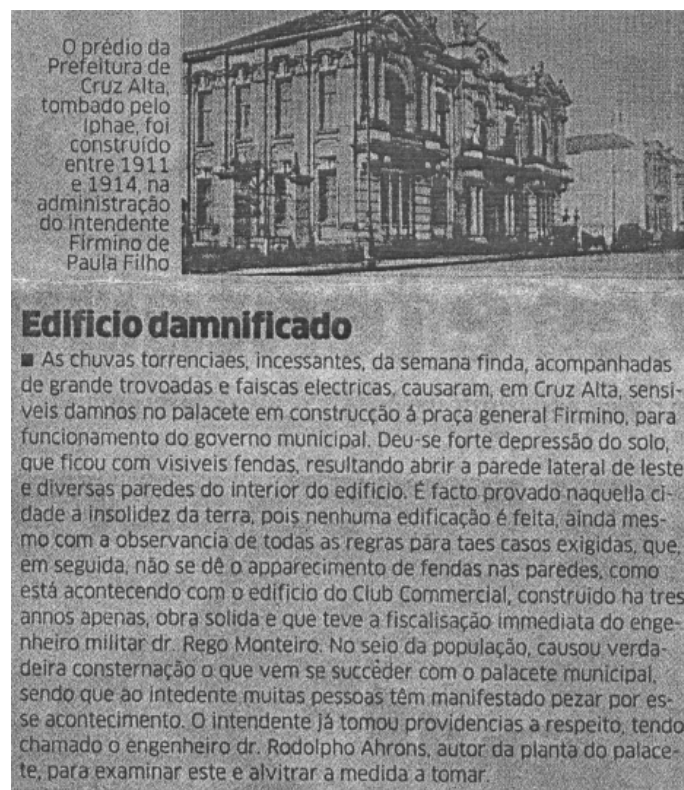 O prédio da
Prefeitura de
Cruz Alta,
tombado pelo
Iphae, foi
construído
entre 1911
e 1914, na
administração
do intendente
Firmino de
Paula Filho
Edificio damnificado
■ As chuvas torrenciaes, incessantes, da semana finda, acompanhadas
de grande trovoadas e faiscas electricas, causaram, em Cruz Alta, sensi-
veis damnos no palacete em construcção á praça general Firmino, para
funcionamento do governo municipal. Deu-se forte depressão do solo,
que ficou com visiveis fendas, resultando abrir a parede lateral de leste
e diversas paredes do interior do edificio. É facto provado naquella ci-
dade a insolidez da terra, pois nenhuma edificação é feita, ainda mes-
mo com a observancia de todas as regras para taes casos exigidas, que,
em seguida, não se dê o apparecimento de fendas nas paredes, como
está acontecendo com o edificio do Club Commercial, construido ha tres
annos apenas, obra solida e que teve a fiscalisação immediata do enge-
nheiro militar dr. Rego Monteiro. No seio da população, causou verda-
deira consternação o que vem se succeder com o palacete municipal,
sendo que ao intedente muitas pessoas têm manifestado pezar por es-
se acontecimento. O intendente já tomou providencias a respeito, tendo
chamado o engenheiro dr. Rodolpho Ahrons, autor da planta do palace-
te, para examinar este e alvitrar a medida a tomar.